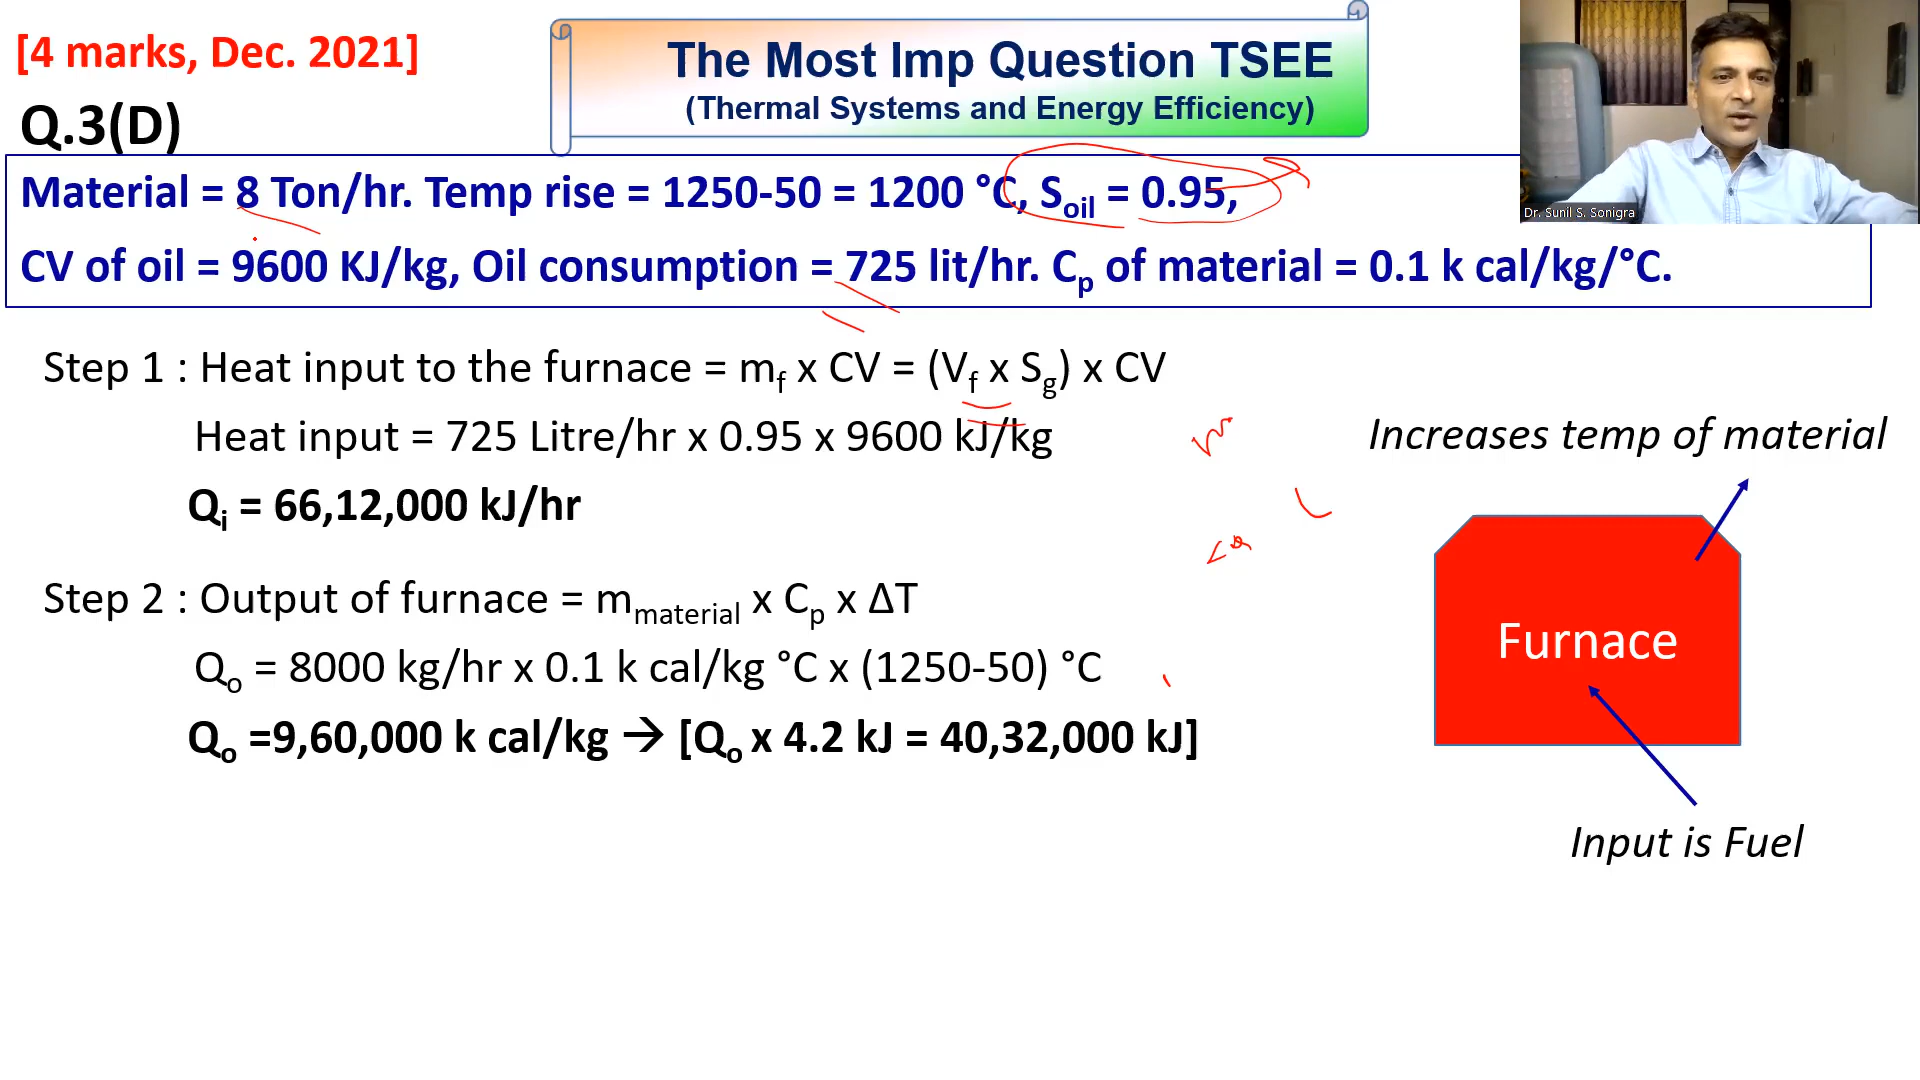 [4 marks, Dec. 2021]
The Most Imp Question TSEE
(Thermal Systems and Energy Efficiency)
Q.3(D)
Dr. Sunil S. Sonigra
Material = 8 Ton/hr. Temp rise = 1250-50 = 1200 °C, Soil = 0.95,
CV of oil = 9600 KJ/kg, Oil consumption = 725 lit/hr. Cp of material = 0.1 k cal/kg/°C.
Step 1 : Heat input to the furnace = mf x CV = (Vf x Sg) x CV
Heat input = 725 Litre/hr x 0.95 x 9600 kJ/kg
Qi = 66,12,000 kJ/hr
Step 2 : Output of furnace = mmaterial x Cp x ΔT
Qo = 8000 kg/hr x 0.1 k cal/kg °C x (1250-50) °C
Qo =9,60,000 k cal/kg → [Qo x 4.2 kJ = 40,32,000 kJ]
Increases temp of material
Furnace
Input is Fuel